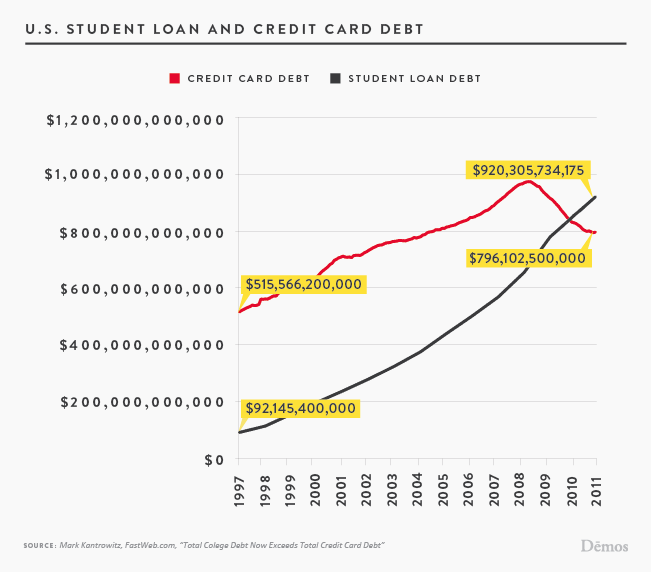 U.S. STUDENT LOAN AND CREDIT CARD DEBT
CREDIT CARD DEBT STUDENT LOAN DEBT
$1,200,000,000,000
$1,000,000,000,000
$920,305,734,175
$800,000,000,000
$796,102,500,000
$600,000,000,000
$515,566,200,000
$400,000,000,000
$200,000,000,000
$92,145,400,000
$0
1997 1998 1999 2000 2001 2002 2003 2004 2005 2006 2007 2008 2009 2010 2011
SOURCE: Mark Kantrowitz, FastWeb.com, “Total Colege Debt Now Exceeds Total Credit Card Debt”
Dēmos